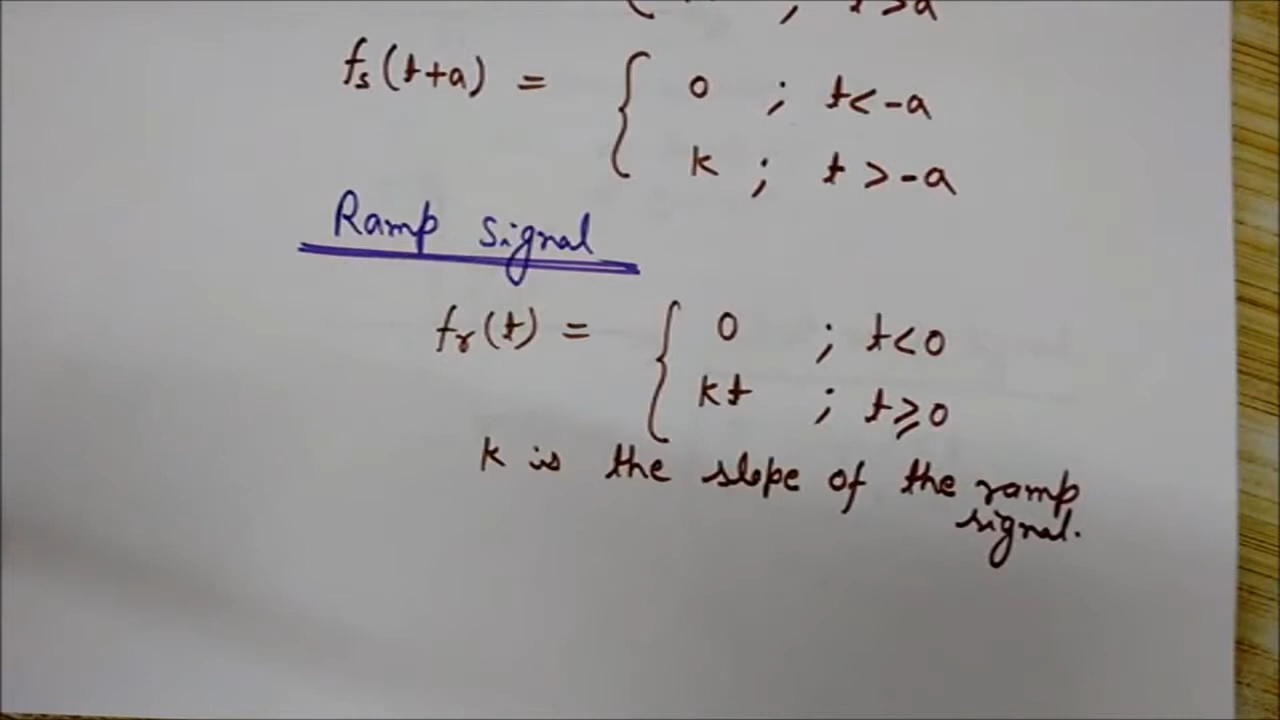 ; t>a
fs(t+a) = { 0 ; t<-a
k ; t>-a
Ramp signal
fr(t) = { 0 ; t<0
kt ; t≥0
k is the slope of the ramp
signal.